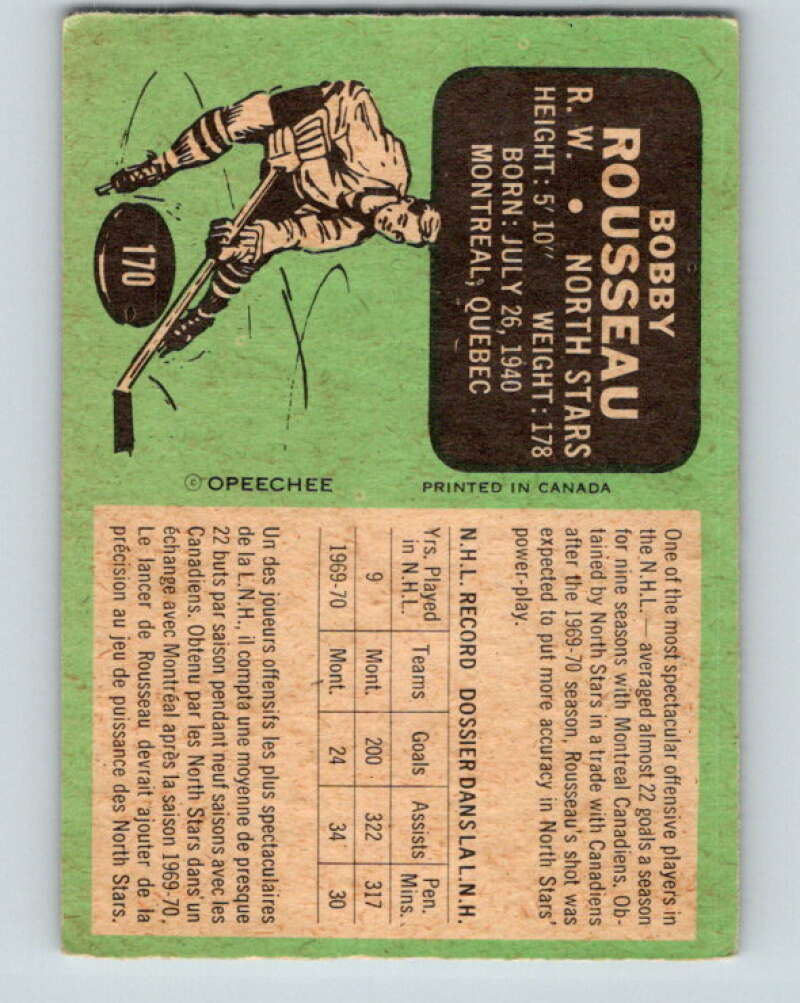 BOBBY
ROUSSEAU
R. W. • NORTH STARS
HEIGHT: 5' 10" WEIGHT: 178
BORN: JULY 26, 1940
MONTREAL, QUEBEC
170
© OPEECHEE
PRINTED IN CANADA
One of the most spectacular offensive players in
the N.H.L. — averaged almost 22 goals a season
for nine seasons with Montreal Canadiens. Ob-
tained by North Stars in a trade with Canadiens
after the 1969-70 season, Rousseau's shot was
expected to put more accuracy in North Stars'
power-play.
N.H.L. RECORD DOSSIER DANS LA L.N.H.
Yrs. Played in N.H.L. Teams Goals Assists Pen. Mins.
9 Mont. 200 322 317
1969-70 Mont. 24 34 30
Un des joueurs offensifs les plus spectaculaires
de la L.N.H., il compta une moyenne de presque
22 buts par saison pendant neuf saisons avec les
Canadiens. Obtenu par les North Stars dans un
échange avec Montréal après la saison 1969-70,
Le lancer de Rousseau devrait ajouter de la
précision au jeu de puissance des North Stars.